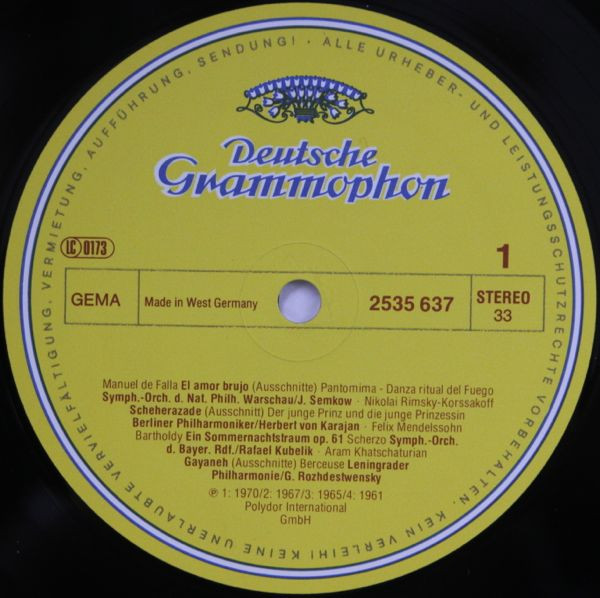 KEINE UNERLAUBTE VERVIELFÄLTIGUNG, VERMIETUNG, AUFFÜHRUNG, SENDUNG! · ALLE URHEBER- UND LEISTUNGSSCHUTZRECHTE VORBEHALTEN. KEIN VERLEIH!
Deutsche
Grammophon
LC 0173
1
GEMA
Made in West Germany
2535 637
STEREO
33
Manuel de Falla El amor brujo (Ausschnitte) Pantomima - Danza ritual del Fuego
Symph.-Orch. d. Nat. Philh. Warschau/J. Semkow · Nikolai Rimsky-Korssakoff
Scheherazade (Ausschnitt) Der junge Prinz und die junge Prinzessin
Berliner Philharmoniker/Herbert von Karajan · Felix Mendelssohn
Bartholdy Ein Sommernachtstraum op. 61 Scherzo Symph.-Orch.
d. Bayer. Rdf./Rafael Kubelik · Aram Khatschaturian
Gayaneh (Ausschnitte) Berceuse Leningrader
Philharmonie/G. Rozhdestwensky
℗ 1: 1970/2: 1967/3: 1965/4: 1961
Polydor International
GmbH